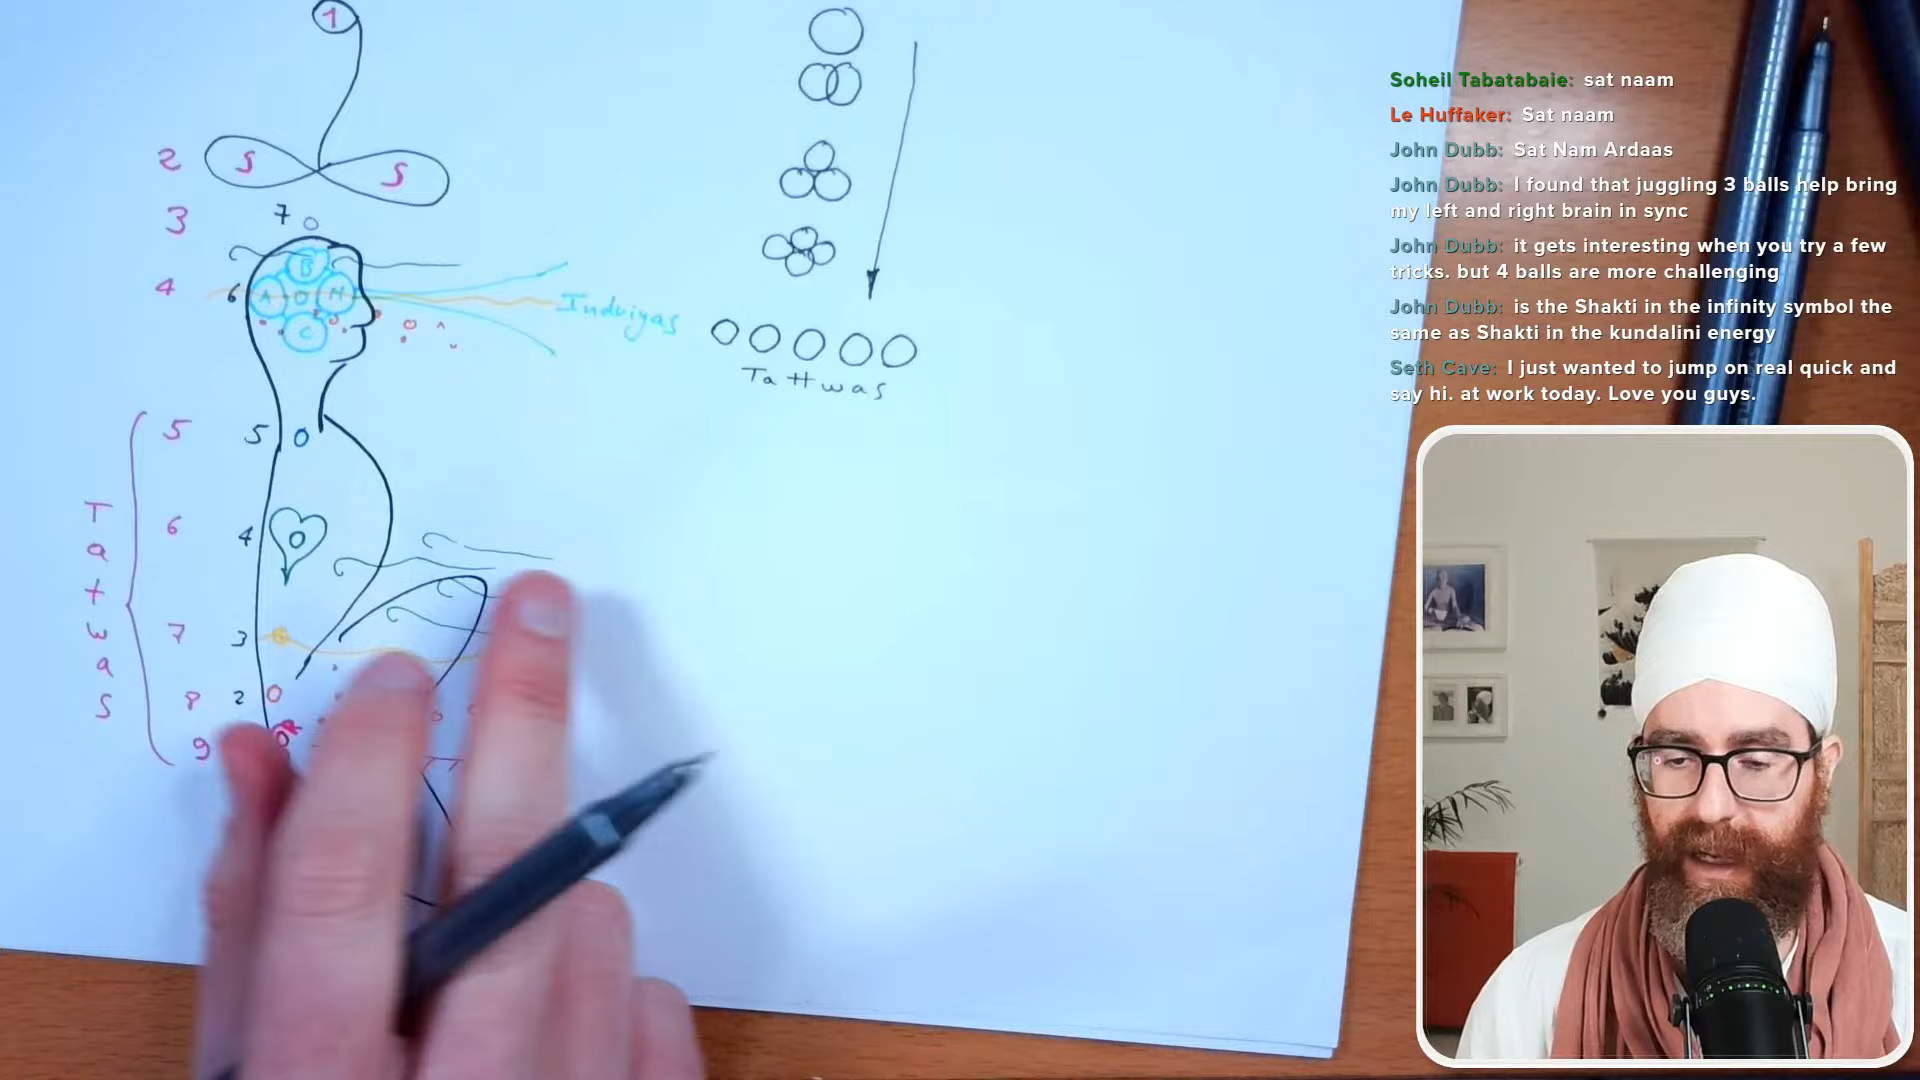 1
2
S S
3
7
4
6
B
A O M
C
Indriyas
Tattwas
5
5
6
4
7
3
8
2
9
Tatwas
Soheil Tabatabaie: sat naam
Le Huffaker: Sat naam
John Dubb: Sat Nam Ardaas
John Dubb: I found that juggling 3 balls help bring
my left and right brain in sync
John Dubb: it gets interesting when you try a few
tricks. but 4 balls are more challenging
John Dubb: is the Shakti in the infinity symbol the
same as Shakti in the kundalini energy
Seth Cave: I just wanted to jump on real quick and
say hi. at work today. Love you guys.